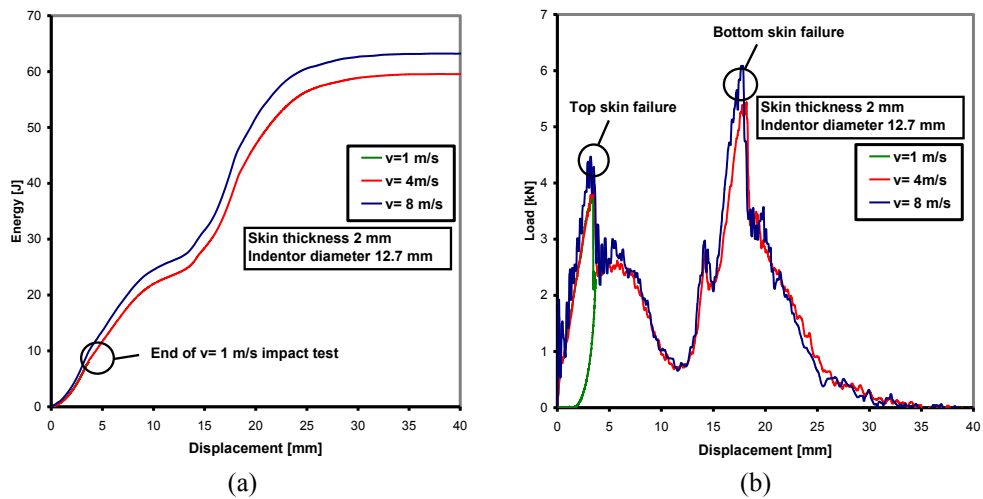 70
60
50
40
30
20
10
0
Energy [J]
v=1 m/s
v= 4m/s
v= 8 m/s
Skin thickness 2 mm
Indentor diameter 12.7 mm
End of v= 1 m/s impact test
0 5 10 15 20 25 30 35 40
Displacement [mm]
(a)
7
6
5
4
3
2
1
0
Load [kN]
Bottom skin failure
Top skin failure
Skin thickness 2 mm
Indentor diameter 12.7 mm
v=1 m/s
v= 4m/s
v= 8 m/s
0 5 10 15 20 25 30 35 40
Displacement [mm]
(b)